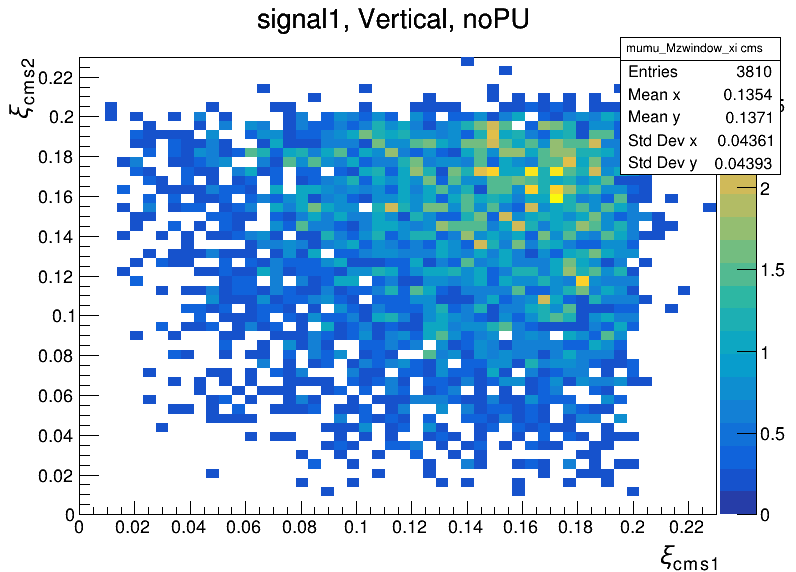 signal1, Vertical, noPU
mumu_Mzwindow_xi cms
Entries 3810
Mean x 0.1354
Mean y 0.1371
Std Dev x 0.04361
Std Dev y 0.04393
ξcms2
0.22
0.2
0.18
0.16
0.14
0.12
0.1
0.08
0.06
0.04
0.02
0
5
2
1.5
1
0.5
0
0 0.02 0.04 0.06 0.08 0.1 0.12 0.14 0.16 0.18 0.2 0.22
ξcms1